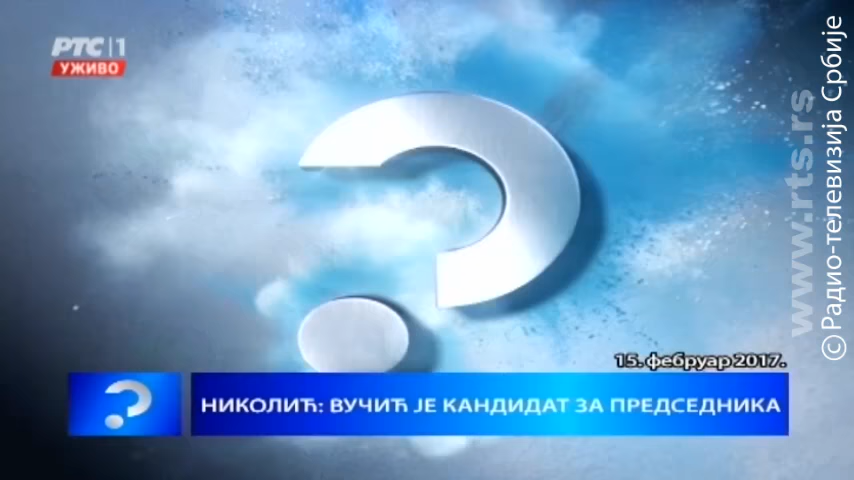 РТС|1
УЖИВО
15. фебруар 2017.
НИКОЛИЋ: ВУЧИЋ ЈЕ КАНДИДАТ ЗА ПРЕДСЕДНИКА
www.rts.rs
© Радио-телевизија Србије